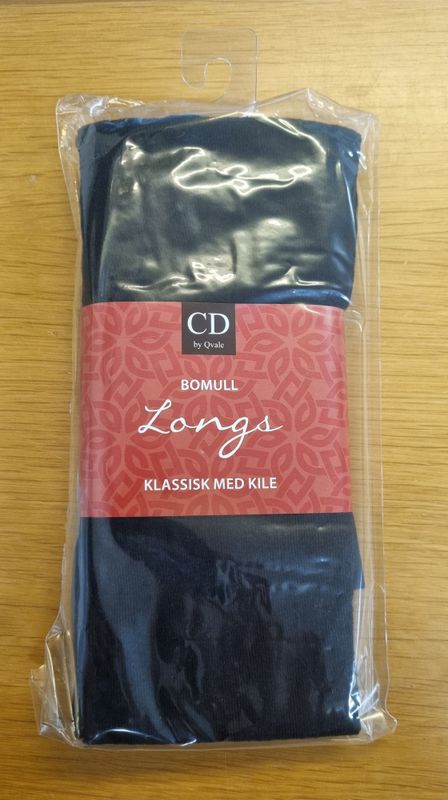 CD
by Qvale
BOMULL
Longs
KLASSISK MED KILE